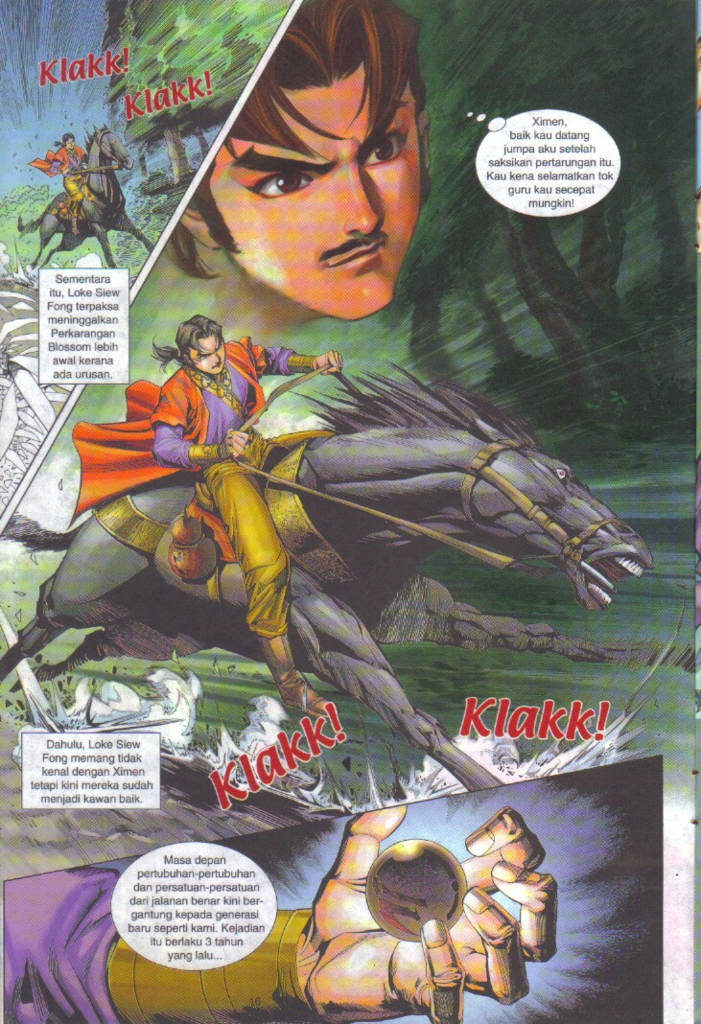 Klakk!
Klakk!
Ximen,
baik kau datang
jumpa aku setelah
saksikan pertarungan itu.
Kau kena selamatkan tok
guru kau secepat
mungkin!
Sementara
itu, Loke Siew
Fong terpaksa
meninggalkan
Perkarangan
Blossom lebih
awal kerana
ada urusan.
Dahulu, Loke Siew
Fong memang tidak
kenal dengan Ximen
tetapi kini mereka sudah
menjadi kawan baik.
Klakk!
Klakk!
Masa depan
pertubuhan-pertubuhan
dan persatuan-persatuan
dari jalanan benar kini ber-
gantung kepada generasi
baru seperti kami. Kejadian
itu berlaku 3 tahun
yang lalu...
16